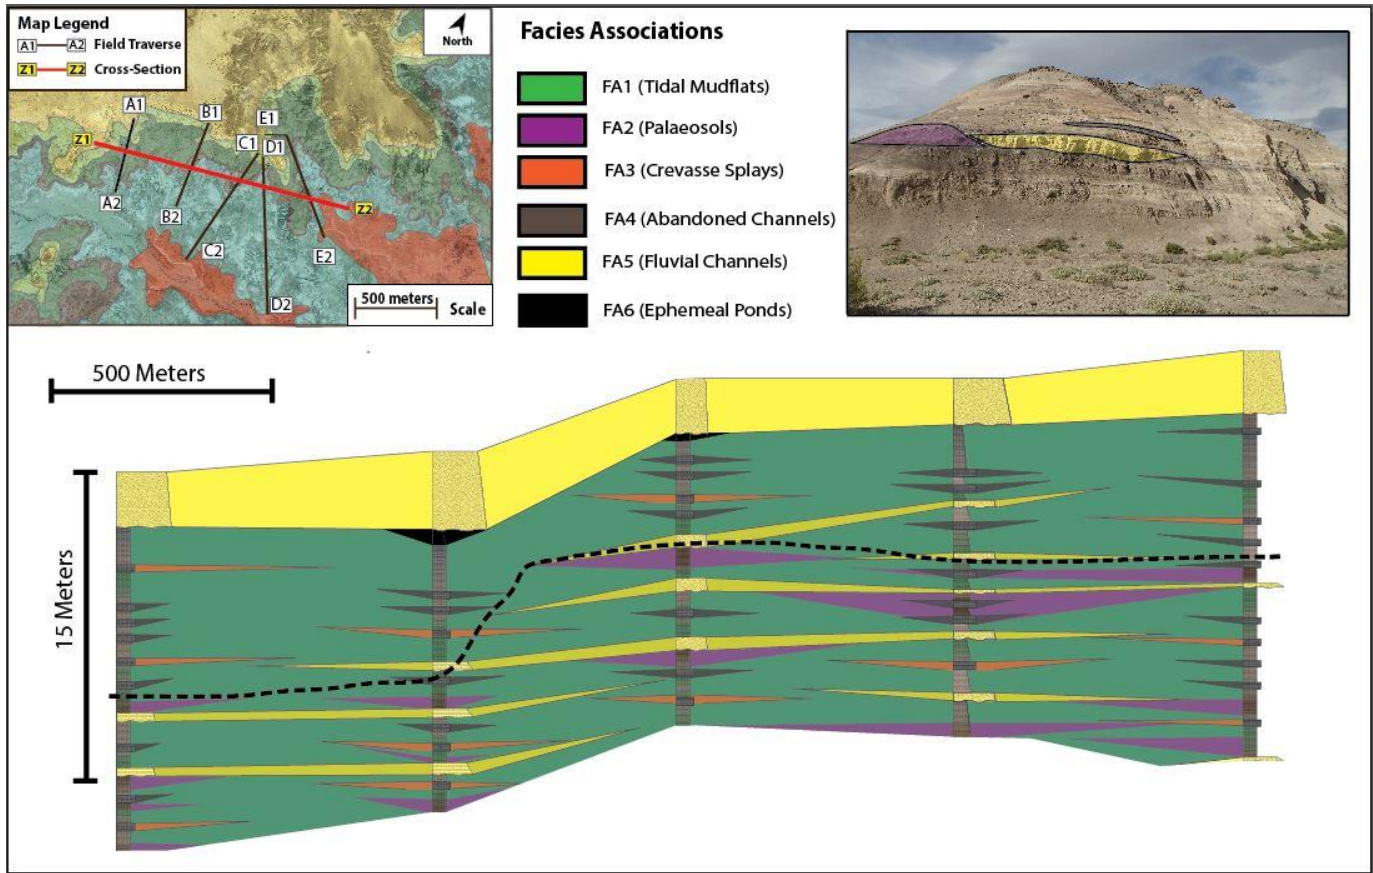 Map Legend
A1 A2 Field Traverse
Z1 Z2 Cross-Section
North
A1
B1
E1
Z1
C1 D1
A2
B2
Z2
C2
E2
D2
500 meters Scale
Facies Associations
FA1 (Tidal Mudflats)
FA2 (Palaeosols)
FA3 (Crevasse Splays)
FA4 (Abandoned Channels)
FA5 (Fluvial Channels)
FA6 (Ephemeal Ponds)
500 Meters
15 Meters